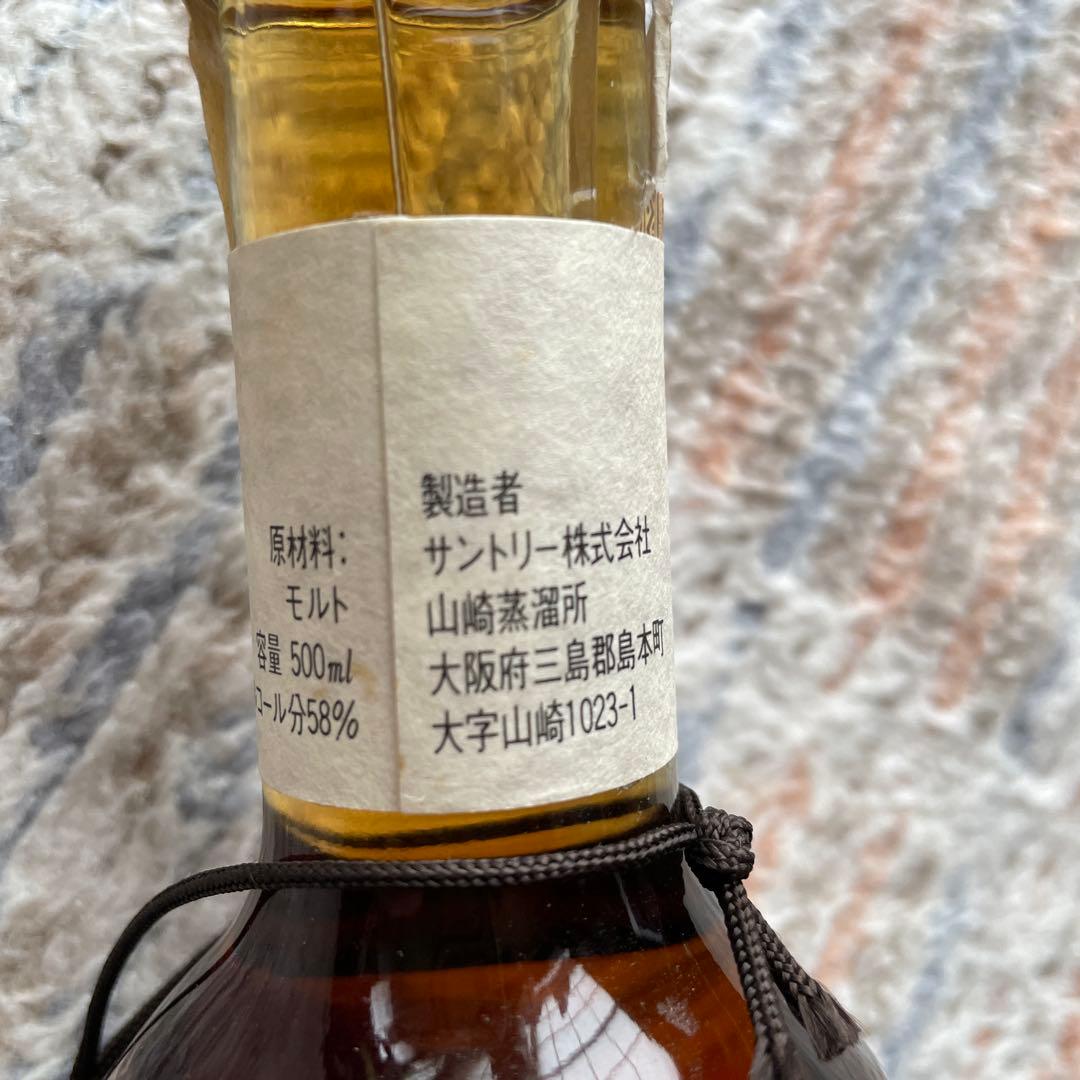 原材料:
モルト
容量 500ml
コール分58%
製造者
サントリー株式会社
山崎蒸溜所
大阪府三島郡島本町
大字山崎1023-1